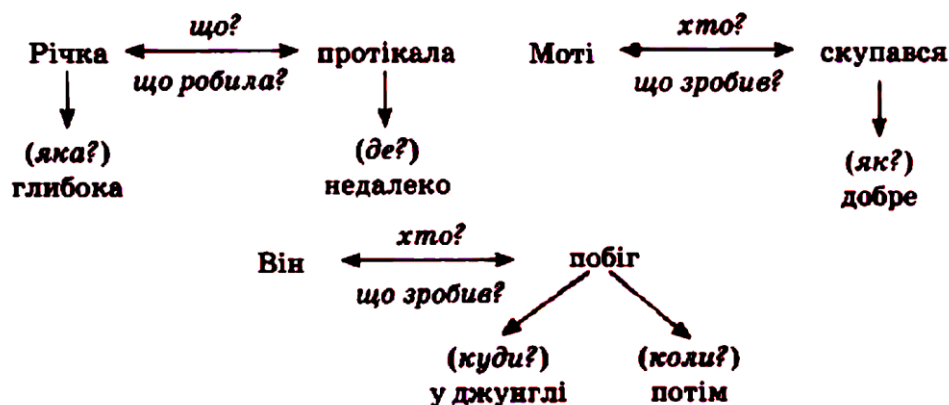 що? хто?
Річка протікала Моті скупався
що робила? що зробив?
(яка?) (де?) (як?)
глибока недалеко добре
хто?
Він побіг
що зробив?
(куди?) (коли?)
у джунглі потім